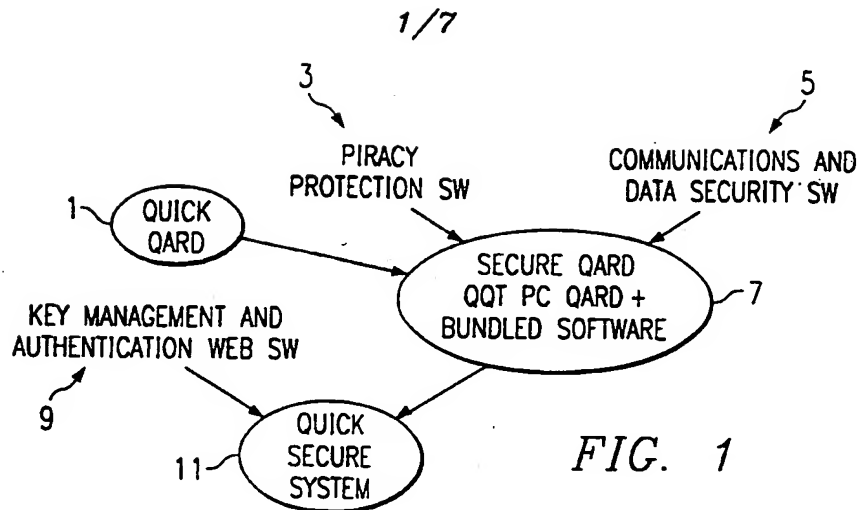 1/7
3
5
PIRACY
PROTECTION SW
COMMUNICATIONS AND
DATA SECURITY SW
1
QUICK
QARD
SECURE QARD
QQT PC QARD +
BUNDLED SOFTWARE
7
KEY MANAGEMENT AND
AUTHENTICATION WEB SW
9
QUICK
SECURE
SYSTEM
11
FIG. 1